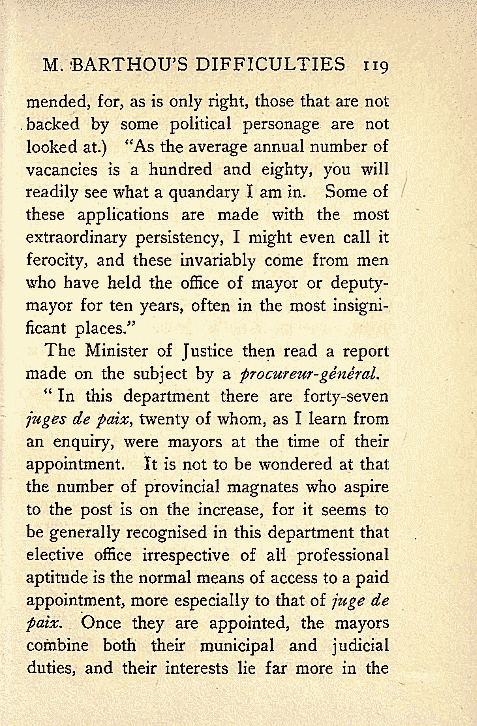 M. BARTHOU'S DIFFICULTIES 119
mended, for, as is only right, those that are not
backed by some political personage are not
looked at.) "As the average annual number of
vacancies is a hundred and eighty, you will
readily see what a quandary I am in. Some of
these applications are made with the most
extraordinary persistency, I might even call it
ferocity, and these invariably come from men
who have held the office of mayor or deputy-
mayor for ten years, often in the most insigni-
ficant places."
The Minister of Justice then read a report
made on the subject by a procureur-général.
"In this department there are forty-seven
juges de paix, twenty of whom, as I learn from
an enquiry, were mayors at the time of their
appointment. It is not to be wondered at that
the number of provincial magnates who aspire
to the post is on the increase, for it seems to
be generally recognised in this department that
elective office irrespective of all professional
aptitude is the normal means of access to a paid
appointment, more especially to that of juge de
paix. Once they are appointed, the mayors
combine both their municipal and judicial
duties, and their interests lie far more in the